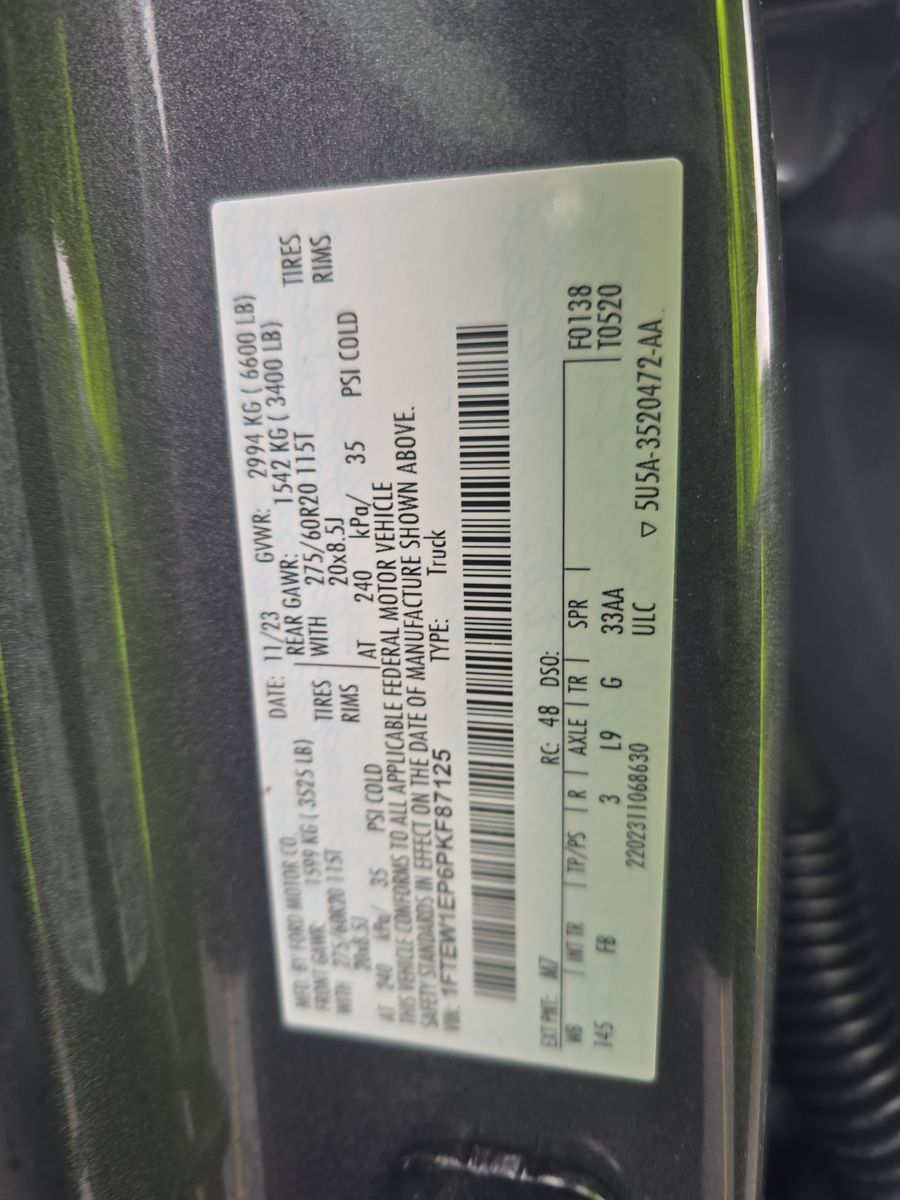 MFD. BY FORD MOTOR CO. DATE: 11/23 GVWR: 2994 KG ( 6600 LB)
FRONT GAWR: 1599 KG ( 3525 LB) REAR GAWR: 1542 KG ( 3400 LB)
WITH 275/60R20 115T TIRES WITH 275/60R20 115T TIRES
20x8.5J RIMS 20x8.5J RIMS
AT 240 kPa/ 35 PSI COLD AT 240 kPa/ 35 PSI COLD
THIS VEHICLE CONFORMS TO ALL APPLICABLE FEDERAL MOTOR VEHICLE
SAFETY STANDARDS IN EFFECT ON THE DATE OF MANUFACTURE SHOWN ABOVE.
VIN: 1FTEW1EP6PKF87125 TYPE: Truck
EXT PNT: M7 RC: 48 DSO:
WB | INT TR | TP/PS | R | AXLE | TR | SPR | F0138
145 FB 3 L9 G 33AA T0520
2202311068630 ULC
▽ 5U5A-3520472-AA